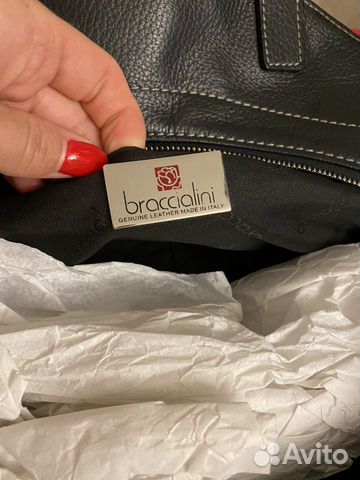 braccialini
GENUINE LEATHER MADE IN ITALY
Avito